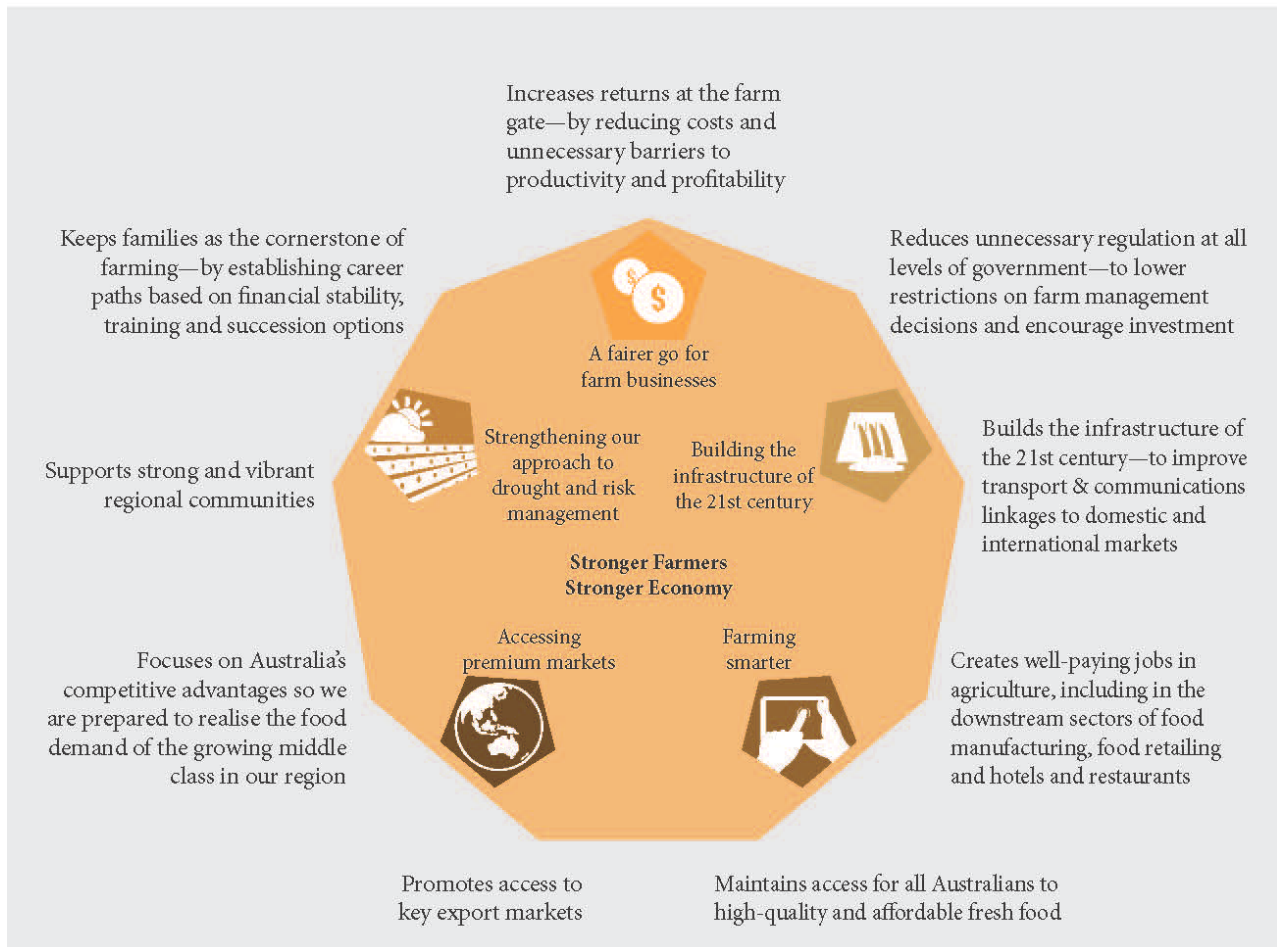 Increases returns at the farm
gate—by reducing costs and
unnecessary barriers to
productivity and profitability
Keeps families as the cornerstone of
farming—by establishing career
paths based on financial stability,
training and succession options
Reduces unnecessary regulation at all
levels of government—to lower
restrictions on farm management
decisions and encourage investment
$
$
A fairer go for
farm businesses
Supports strong and vibrant
regional communities
Strengthening our
approach to
drought and risk
management
Building the
infrastructure of
the 21st century
Builds the infrastructure of
the 21st century—to improve
transport & communications
linkages to domestic and
international markets
Stronger Farmers
Stronger Economy
Focuses on Australia’s
competitive advantages so we
are prepared to realise the food
demand of the growing middle
class in our region
Accessing
premium markets
Farming
smarter
Creates well-paying jobs in
agriculture, including in the
downstream sectors of food
manufacturing, food retailing
and hotels and restaurants
Promotes access to
key export markets
Maintains access for all Australians to
high-quality and affordable fresh food